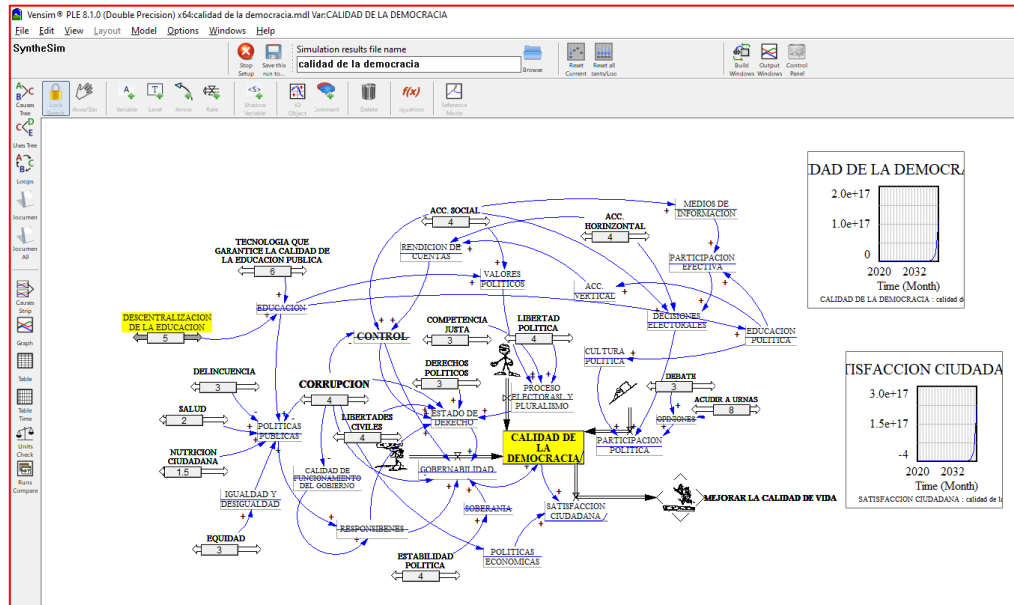 Vensim® PLE 8.1.0 (Double Precision) x64:calidad de la democracia.mdl Var:CALIDAD DE LA DEMOCRACIA
File Edit View Layout Model Options Windows Help
SyntheSim
Stop
Setup
Save this
run to...
Simulation results file name
calidad de la democracia
Browse
Reset
Current
Reset all
Build
Windows
Output
Windows
Control
Panel
Causes
Tree
Uses Tree
Loops
Documen
All
Causes
Strip
Graph
Table
Table
Time
Units
Check
Runs
Compare
Lock
Sketch
Move/Size
Variable
Level
Arrow
Rate
Shadow
Variable
IO
Object
Comment
Delete
f(x)
Equations
Reference
Mode
ACC. SOCIAL
4
MEDIOS DE
INFORMACION
ACC.
HORINZONTAL
4
RENDICION DE
CUENTAS
TECNOLOGIA QUE
GARANTICE LA CALIDAD DE
LA EDUCACION PUBLICA
6
PARTICIPACION
EFECTIVA
VALORES
POLITICOS
ACC.
VERTICAL
EDUCACION
DESCENTRALIZACION
DE LA EDUCACION
5
CONTROL
COMPETENCIA
JUSTA
3
LIBERTAD
POLITICA
4
DECISIONES
ELECTORALES
EDUCACION
POLITICA
CULTURA
POLITICA
DELINCUENCIA
3
CORRUPCION
4
DERECHOS
POLITICOS
3
PROCESO
ELECTORASL Y
PLURALISMO
DEBATE
3
ACUDIR A URNAS
8
SALUD
2
POLITICAS
PUBLICAS
LIBERTADES
CIVILES
4
ESTADO DE
DERECHO
OPINIONES
CALIDAD DE
LA
DEMOCRACIA
PARTICIPACION
POLITICA
NUTRICION
CIUDADANA
1.5
CALIDAD DE
FUNCIONAMIENTO
DEL GOBIERNO
GOBERNABILIDAD
IGUALDAD Y
DESIGUALDAD
MEJORAR LA CALIDAD DE VIDA
SOBERANIA
SATISFACCION
CIUDADANA
RESPONSIBENES
EQUIDAD
3
ESTABILIDAD
POLITICA
4
POLITICAS
ECONOMICAS
DAD DE LA DEMOCRA
2.0e+17
1.0e+17
0
2020 2032
Time (Month)
CALIDAD DE LA DEMOCRACIA : calidad d
TISFACCION CIUDADA
3.0e+17
1.5e+17
-4
2020 2032
Time (Month)
SATISFACCION CIUDADANA : calidad de la